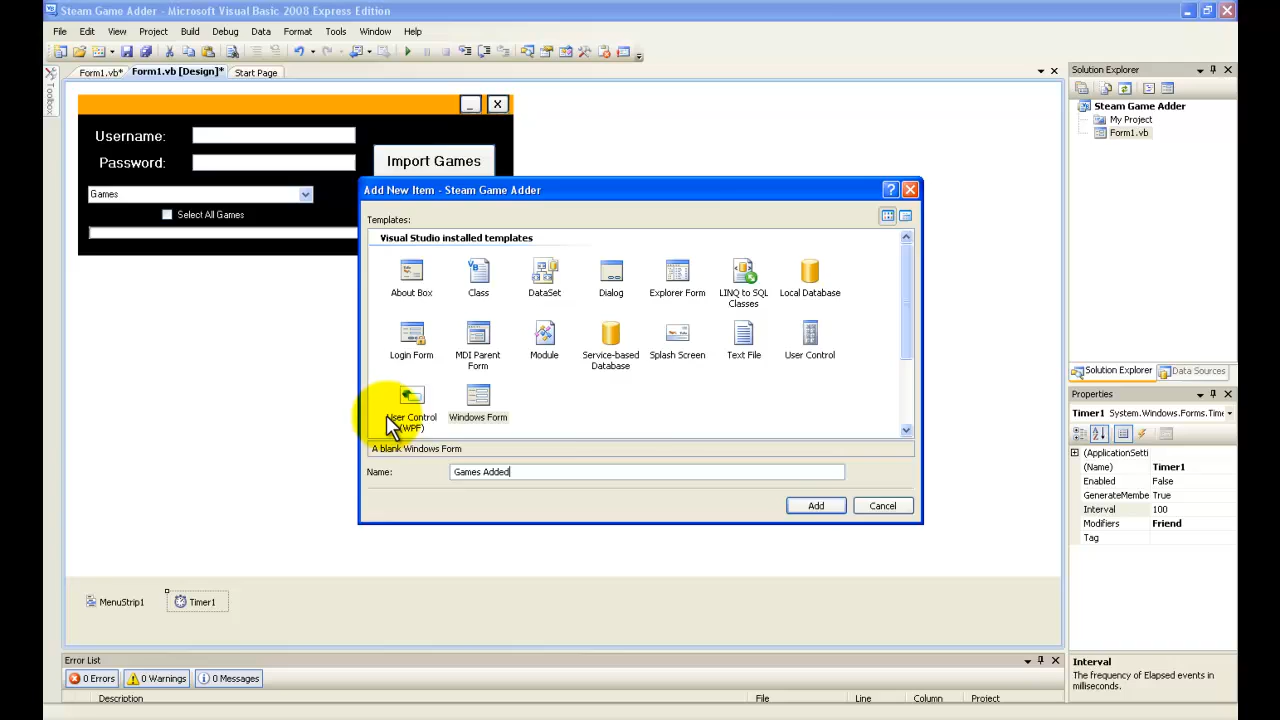 Steam Game Adder - Microsoft Visual Basic 2008 Express Edition
File Edit View Project Build Debug Data Format Tools Window Help
Form1.vb* Form1.vb [Design]* Start Page
Toolbox
_ X
Username:
Password:
Import Games
Games
Select All Games
Add New Item - Steam Game Adder
Templates:
Visual Studio installed templates
About Box Class DataSet Dialog Explorer Form LINQ to SQL Classes Local Database
Login Form MDI Parent Form Module Service-based Database Splash Screen Text File User Control
User Control (WPF) Windows Form
A blank Windows Form
Name: Games Added
Add Cancel
MenuStrip1 Timer1
Solution Explorer
Steam Game Adder
My Project
Form1.vb
Solution Explorer Data Sources
Properties
Timer1 System.Windows.Forms.Time
(ApplicationSetti
(Name) Timer1
Enabled False
GenerateMembe True
Interval 100
Modifiers Friend
Tag
Interval
The frequency of Elapsed events in
milliseconds.
Error List
0 Errors 0 Warnings 0 Messages
Description File Line Column Project